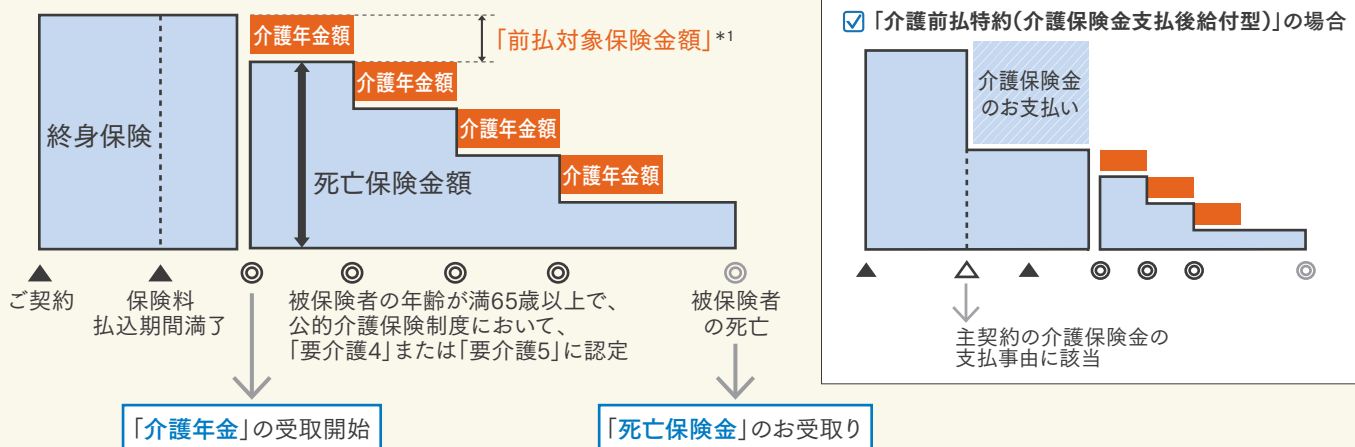 介護年金額
「前払対象保険金額」*1
介護年金額
介護年金額
介護年金額
終身保険
死亡保険金額
ご契約
保険料
払込期間満了
被保険者の年齢が満65歳以上で、
公的介護保険制度において、
「要介護4」または「要介護5」に認定
被保険者
の死亡
「介護年金」の受取開始
「死亡保険金」のお受取り
「介護前払特約(介護保険金支払後給付型)」の場合
介護保険金
のお支払い
主契約の介護保険金の
支払事由に該当